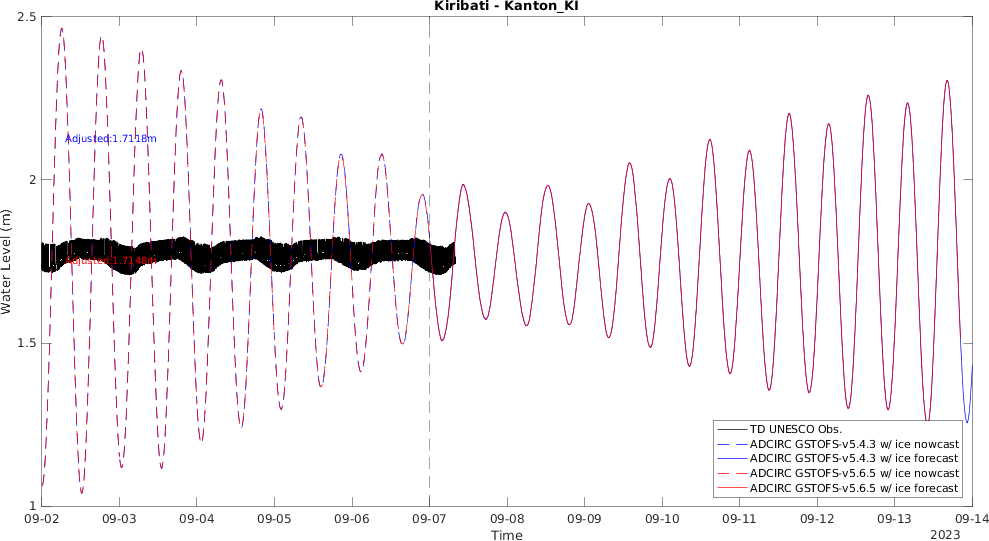 Kiribati - Kanton_KI
2.5
Adjusted:1.7118m
2
Adjusted:1.7148m
Water Level (m)
1.5
TD UNESCO Obs.
ADCIRC GSTOFS-v5.4.3 w/ ice nowcast
ADCIRC GSTOFS-v5.4.3 w/ ice forecast
ADCIRC GSTOFS-v5.6.5 w/ ice nowcast
ADCIRC GSTOFS-v5.6.5 w/ ice forecast
1
09-02 09-03 09-04 09-05 09-06 09-07 09-08 09-09 09-10 09-11 09-12 09-13 09-14
Time
2023